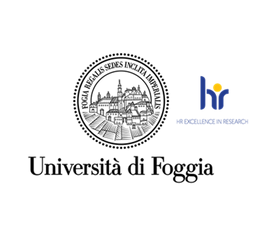 FOGIA REGALIS SEDES INCLITA IMPERIALIS
hr
HR EXCELLENCE IN RESEARCH
Università di Foggia